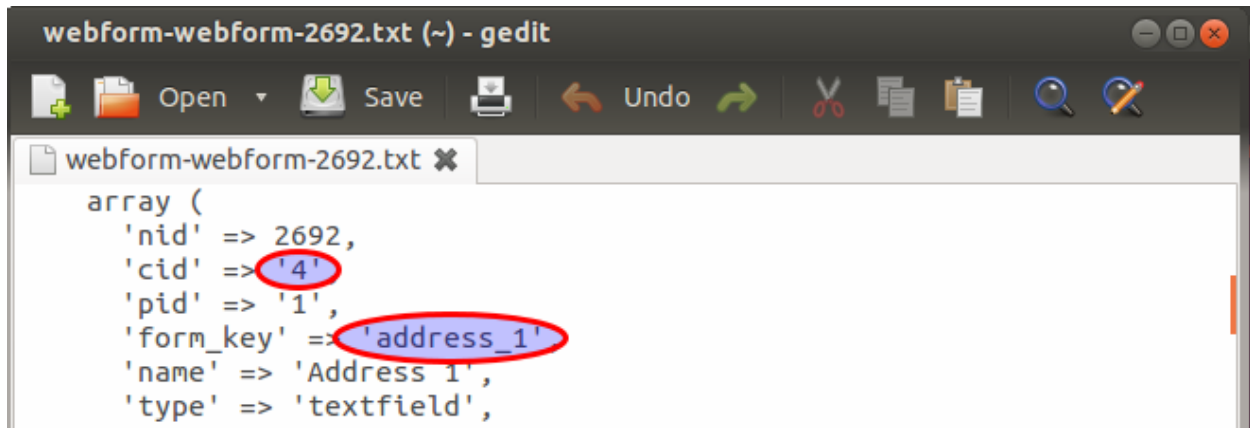 webform-webform-2692.txt (~) - gedit
Open Save Undo
webform-webform-2692.txt
array (
'nid' => 2692,
'cid' => '4',
'pid' => '1',
'form_key' => 'address_1',
'name' => 'Address 1',
'type' => 'textfield',